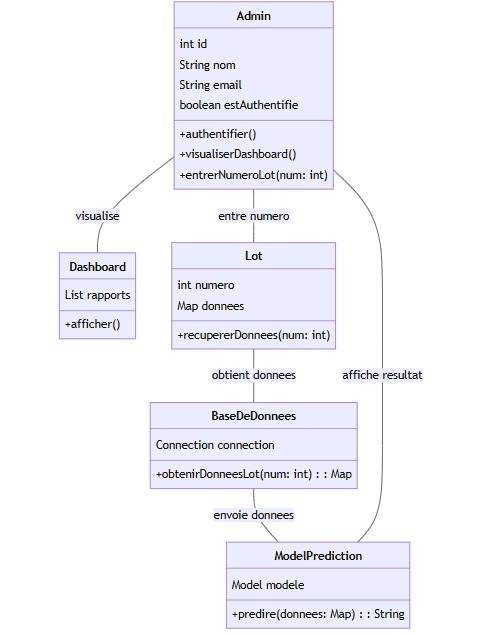 Admin
int id
String nom
String email
boolean estAuthentifie
+authentifier()
+visualiserDashboard()
+entrerNumeroLot(num: int)
visualise
entre numero
Dashboard
List rapports
+afficher()
Lot
int numero
Map donnees
+recupererDonnees(num: int)
obtient donnees
affiche resultat
BaseDeDonnees
Connection connection
+obtenirDonneesLot(num: int) : : Map
envoie donnees
ModelPrediction
Model modele
+predire(donnees: Map) : : String